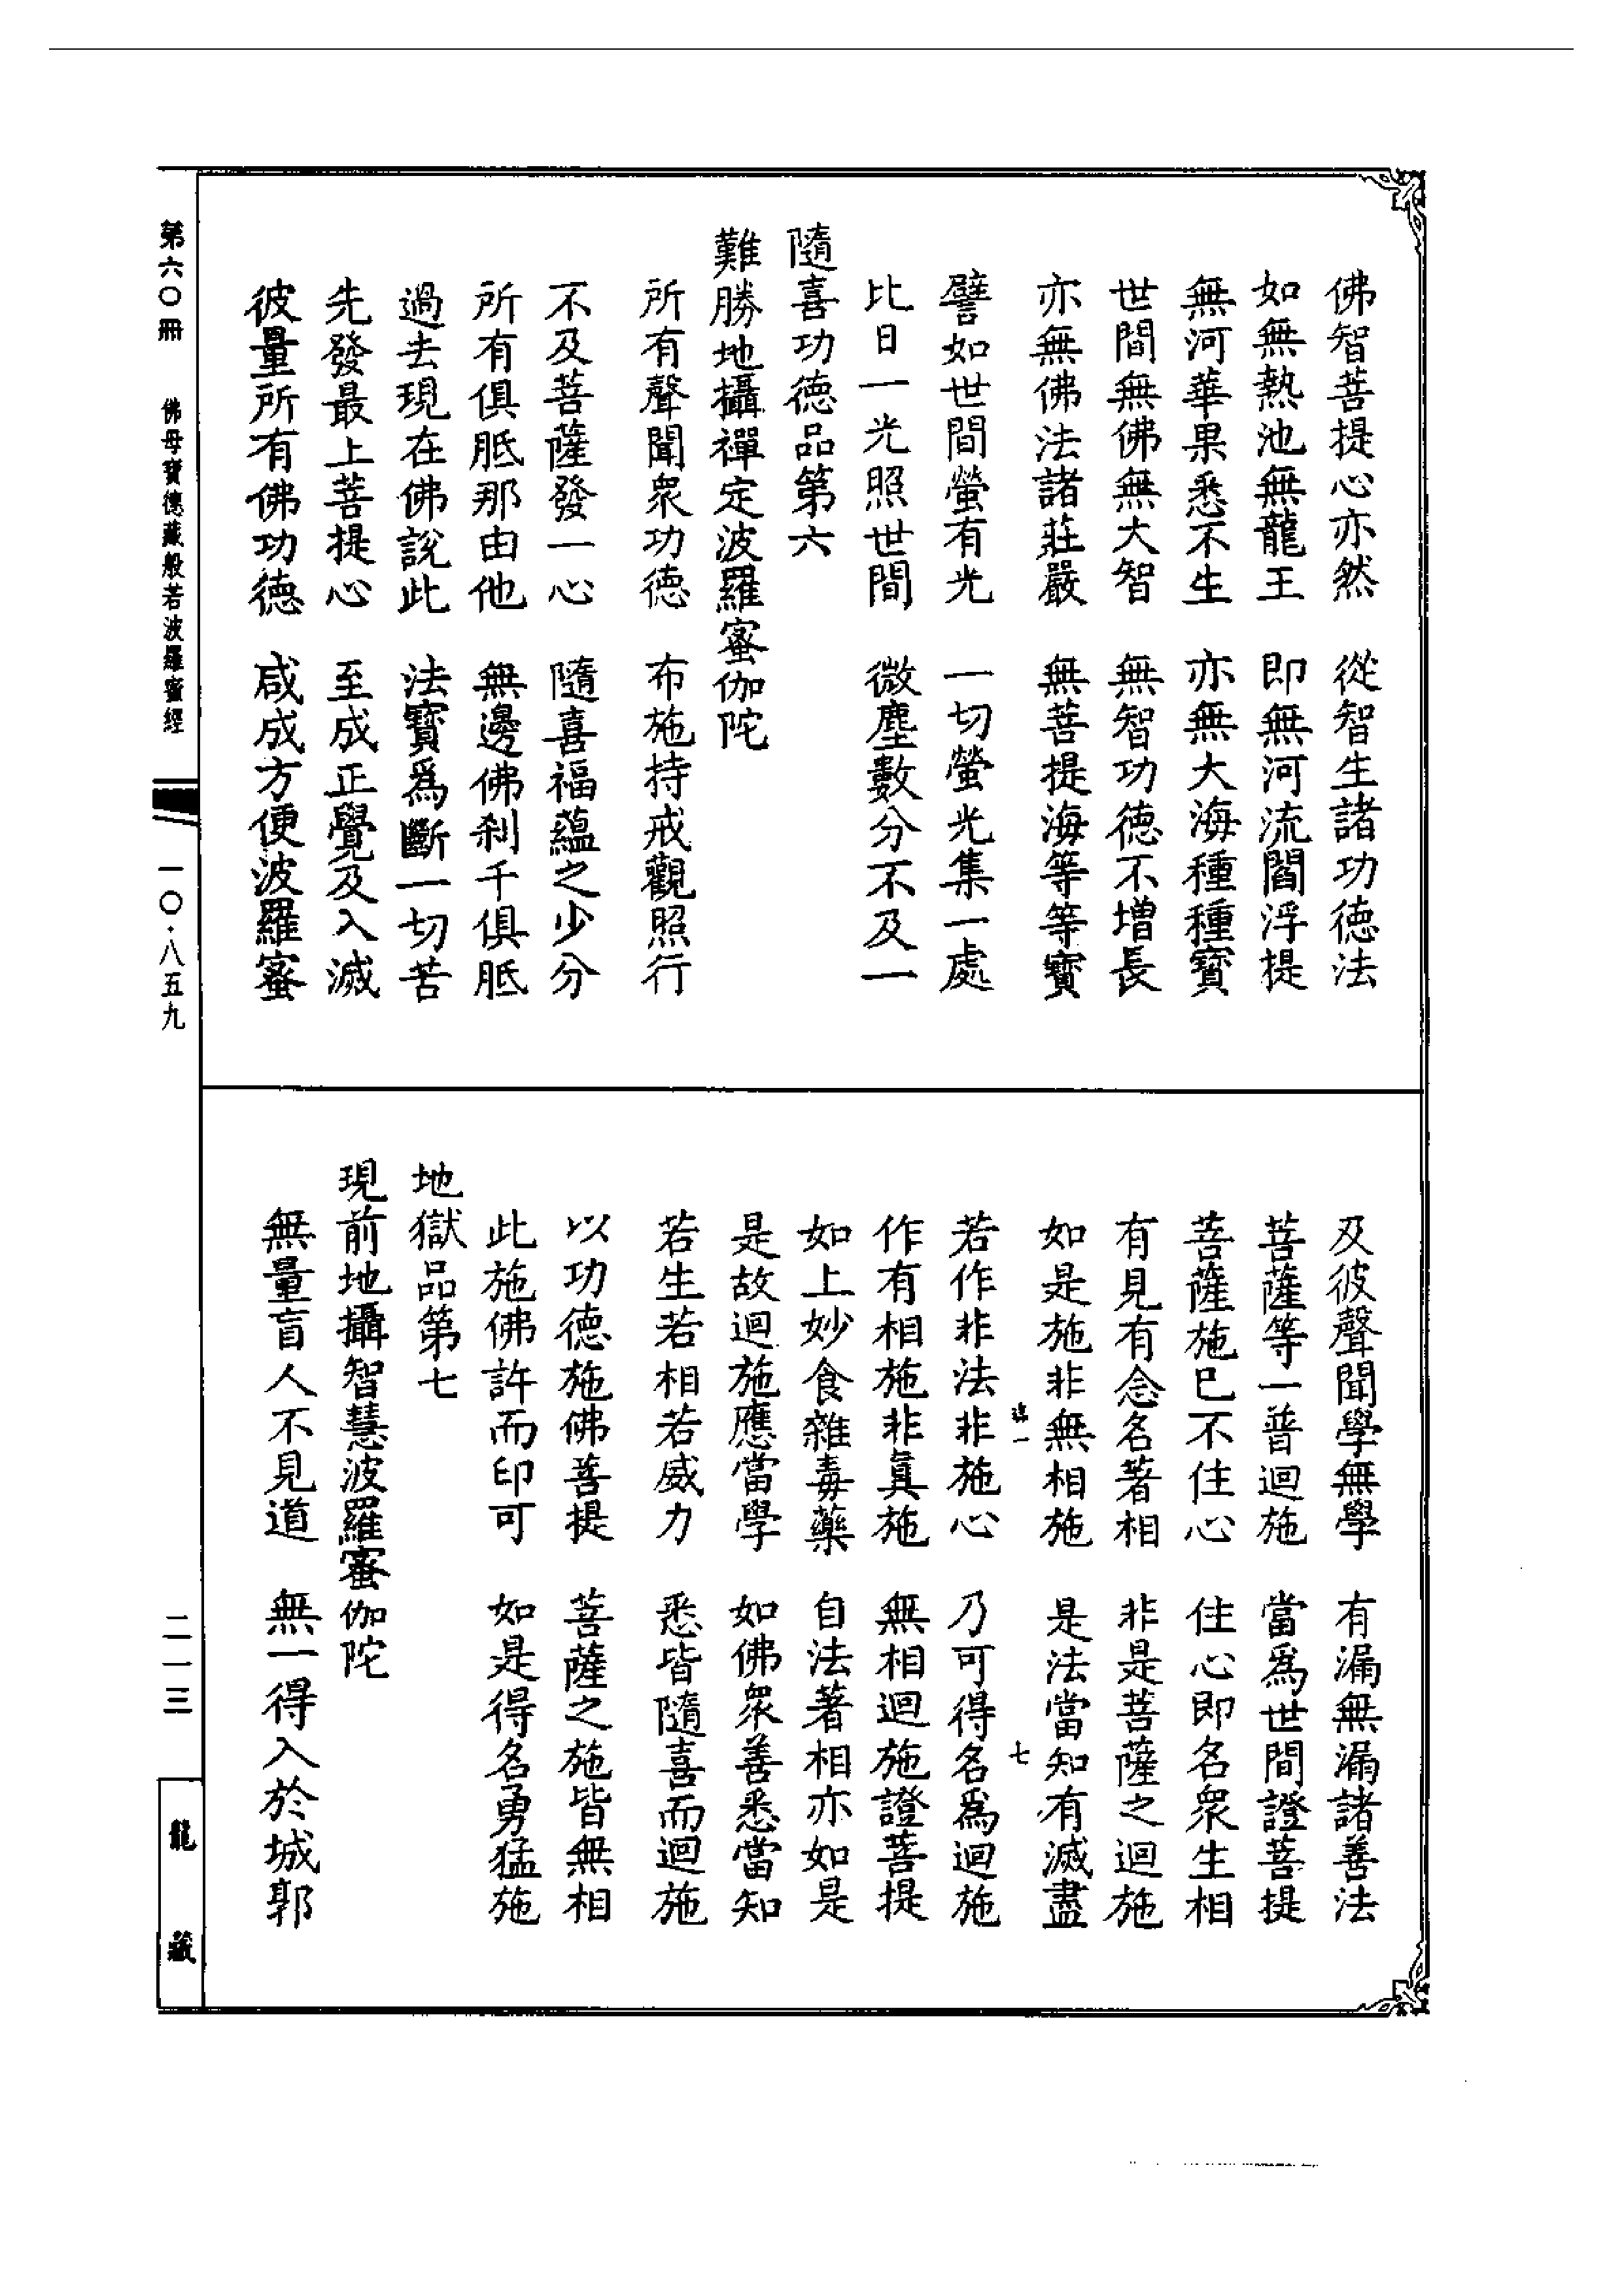 佛智菩提心亦然　從智生諸功德法
如無熱池無龍王　即無河流閻浮提
無河華果悉不生　亦無大海種種寶
世間無佛無大智　無智功德不增長
亦無佛法諸莊嚴　無菩提海等等寶
譬如世間螢有光　一切螢光集一處
比日一光照世間　微塵數分不及一
隨喜功德品第六
難勝地攝禪定波羅蜜伽陀
所有聲聞眾功德　布施持戒觀照行
不及菩薩發一心　隨喜福蘊之少分
所有俱胝那由他　無邊佛剎千俱胝
過去現在佛說此　法寶為斷一切苦
先發最上菩提心　至成正覺及入滅
彼量所有佛功德　咸成方便波羅蜜
及彼聲聞學無學　有漏無漏諸善法
菩薩等一普迴施　當為世間證菩提
菩薩施已不住心　住心即名眾生相
有見有念名著相　非是菩薩之迴施
如是施非無相施　是法當知有滅盡
一　七
若作非法非施心　乃可得名為迴施
作有相施非真施　無相迴施證菩提
如上妙食雜毒藥　自法著相亦如是
是故迴施應當學　如佛眾善悉當知
若生若相若威力　悉皆隨喜而迴施
以功德施佛菩提　菩薩之施皆無相
此施佛許而印可　如是得名勇猛施
地獄品第七
現前地攝智慧波羅蜜伽陀
無量盲人不見道　無一得入於城郭
第六〇冊　佛母寶德藏般若波羅蜜經　一〇·八五九　二一三　龍藏